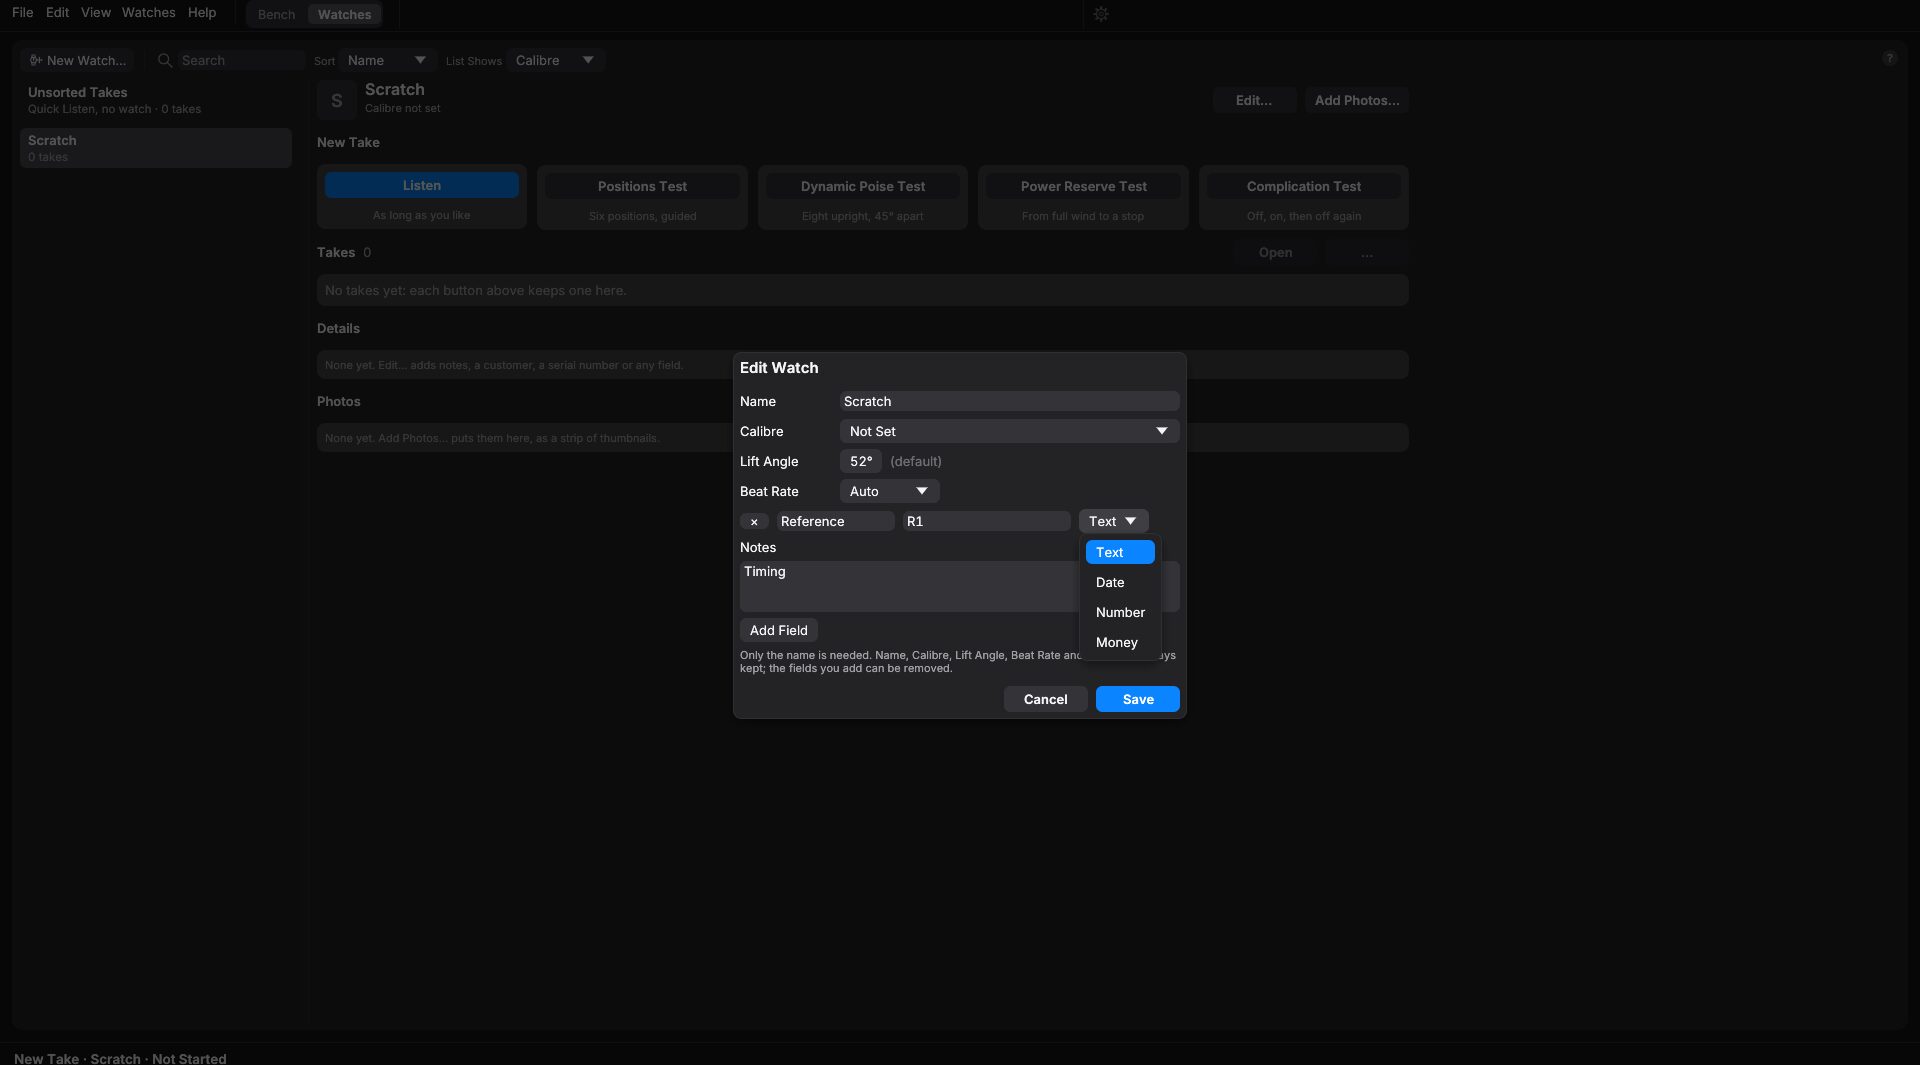 File Edit View Watches Help Bench Watches
New Watch... Search Sort Name List Shows Calibre ?
Unsorted Takes
Quick Listen, no watch · 0 takes
Scratch
0 takes
S
Scratch
Calibre not set
Edit... Add Photos...
New Take
Listen
As long as you like
Positions Test
Six positions, guided
Dynamic Poise Test
Eight upright, 45° apart
Power Reserve Test
From full wind to a stop
Complication Test
Off, on, then off again
Takes 0 Open ...
No takes yet: each button above keeps one here.
Details
None yet. Edit... adds notes, a customer, a serial number or any field.
Photos
None yet. Add Photos... puts them here, as a strip of thumbnails.
Edit Watch
Name Scratch
Calibre Not Set
Lift Angle 52° (default)
Beat Rate Auto
× Reference R1 Text
Text
Date
Number
Money
Notes
Timing
Add Field
Only the name is needed. Name, Calibre, Lift Angle, Beat Rate and
kept; the fields you add can be removed.
Cancel Save
New Take · Scratch · Not Started